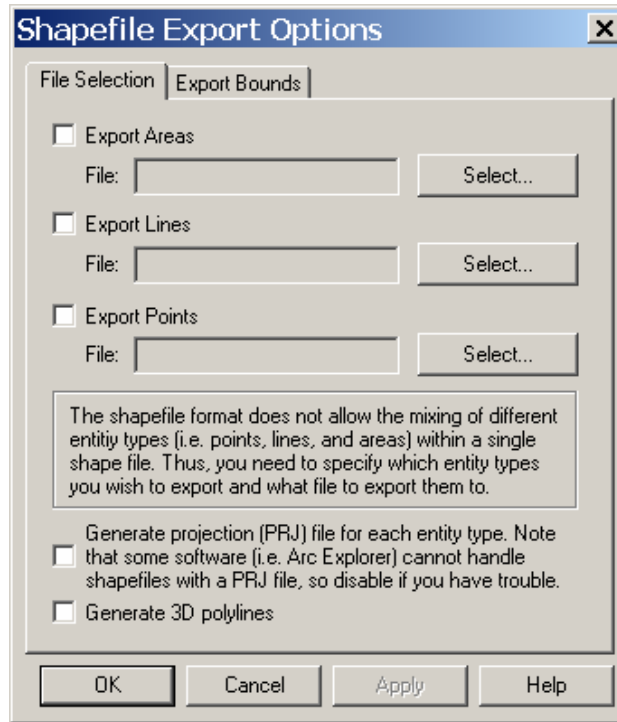 Shapefile Export Options
File Selection
Export Bounds
Export Areas
File:
Select...
Export Lines
File:
Select...
Export Points
File:
Select...
The shapefile format does not allow the mixing of different
entitiy types (i.e. points, lines, and areas) within a single
shape file. Thus, you need to specify which entity types
you wish to export and what file to export them to.
Generate projection (PRJ) file for each entity type. Note
that some software (i.e. Arc Explorer) cannot handle
shapefiles with a PRJ file, so disable if you have trouble.
Generate 3D polylines
OK
Cancel
Apply
Help